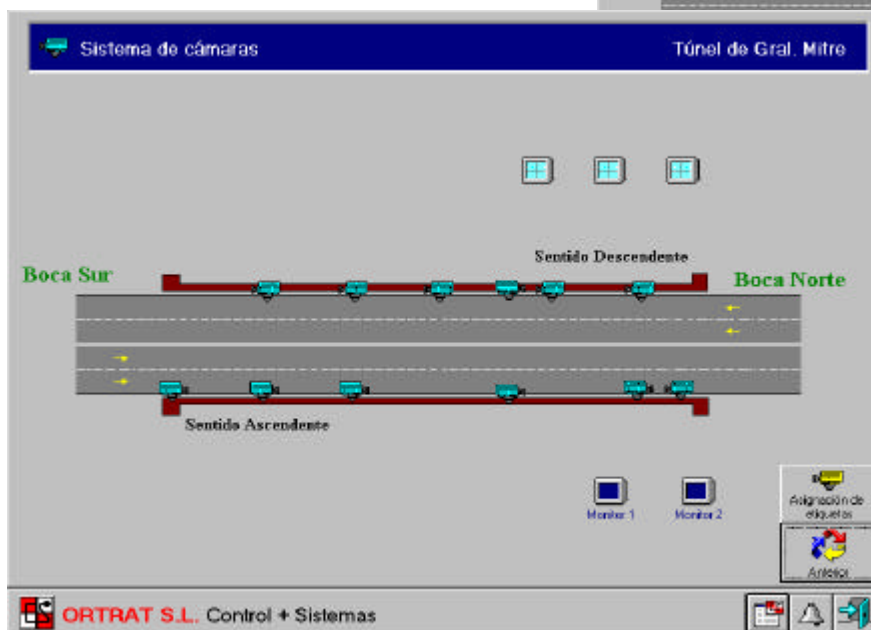 Sistema de cámaras
Túnel de Gral. Mitre
Sentido Descendente
Boca Sur
Boca Norte
Sentido Ascendente
Monitor 1
Monitor 2
Asignación de
etiquetas
Anterior
ORTRAT S.L. Control + Sistemas